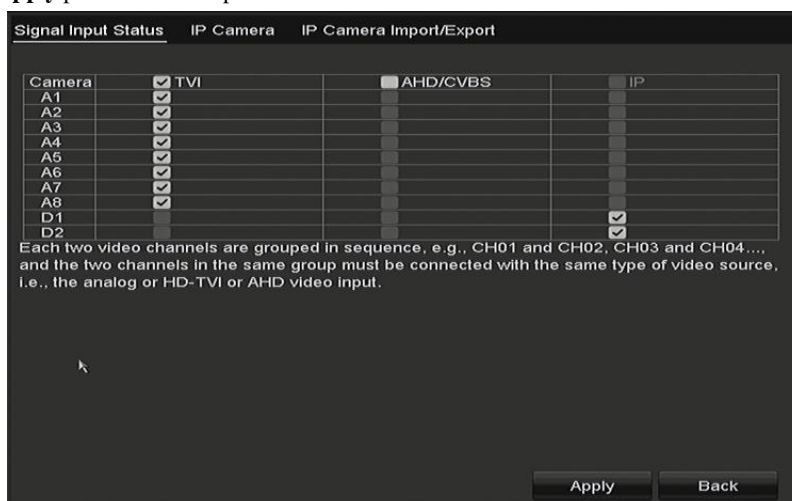 Signal Input Status IP Camera IP Camera Import/Export
Camera TVI AHD/CVBS IP
A1
A2
A3
A4
A5
A6
A7
A8
D1
D2
Each two video channels are grouped in sequence, e.g., CH01 and CH02, CH03 and CH04...,
and the two channels in the same group must be connected with the same type of video source,
i.e., the analog or HD-TVI or AHD video input.
Apply Back